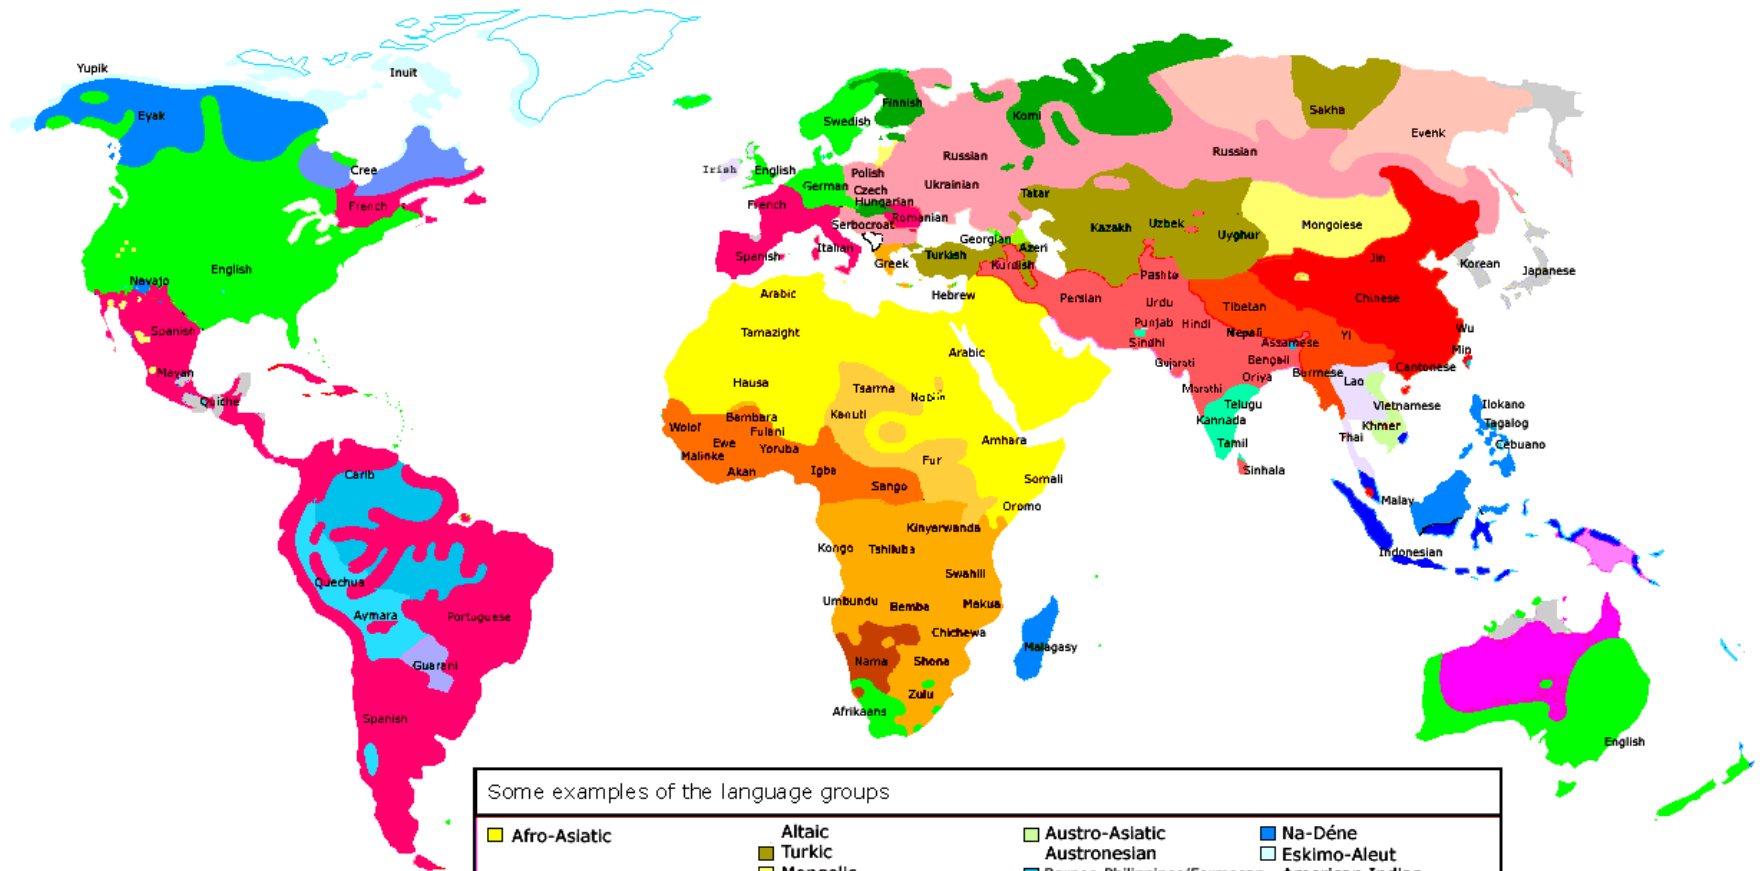 Yupik
Inuit
Eyak
Cree
French
English
Navajo
Spanish
Mayan
Quiche
Carib
Quechua
Aymara
Portuguese
Guarani
Spanish
Finnish
Swedish
Komi
Sakha
Evenk
Russian
Russian
Irish
English
Polish
German
Czech
Ukrainian
Hungarian
French
Romanian
Serbocroat
Italian
Spanish
Greek
Tatar
Kazakh
Uzbek
Uyghur
Mongolese
Georgian
Azeri
Turkish
Kurdish
Jin
Korean
Japanese
Pashto
Hebrew
Arabic
Persian
Urdu
Tibetan
Chinese
Punjab
Hindi
Nepali
Yi
Wu
Sindhi
Assamese
Min
Tamazight
Arabic
Gujarati
Bengali
Cantonese
Oriya
Burmese
Lao
Marathi
Hausa
Tsarma
Nobiin
Telugu
Vietnamese
Ilokano
Kannada
Khmer
Tagalog
Thai
Cebuano
Tamil
Sinhala
Wolof
Bambara
Kanuti
Fulani
Ewe
Yoruba
Malinke
Akan
Igba
Fur
Amhara
Sango
Somali
Oromo
Malay
Indonesian
Kinyarwanda
Kongo
Tshiluba
Swahili
Umbundu
Bemba
Makua
Chichewa
Malagasy
Nama
Shona
Zulu
Afrikaans
English
Some examples of the language groups
Afro-Asiatic
Altaic
Turkic
Mongolic
Austro-Asiatic
Austronesian
Na-Déne
Eskimo-Aleut